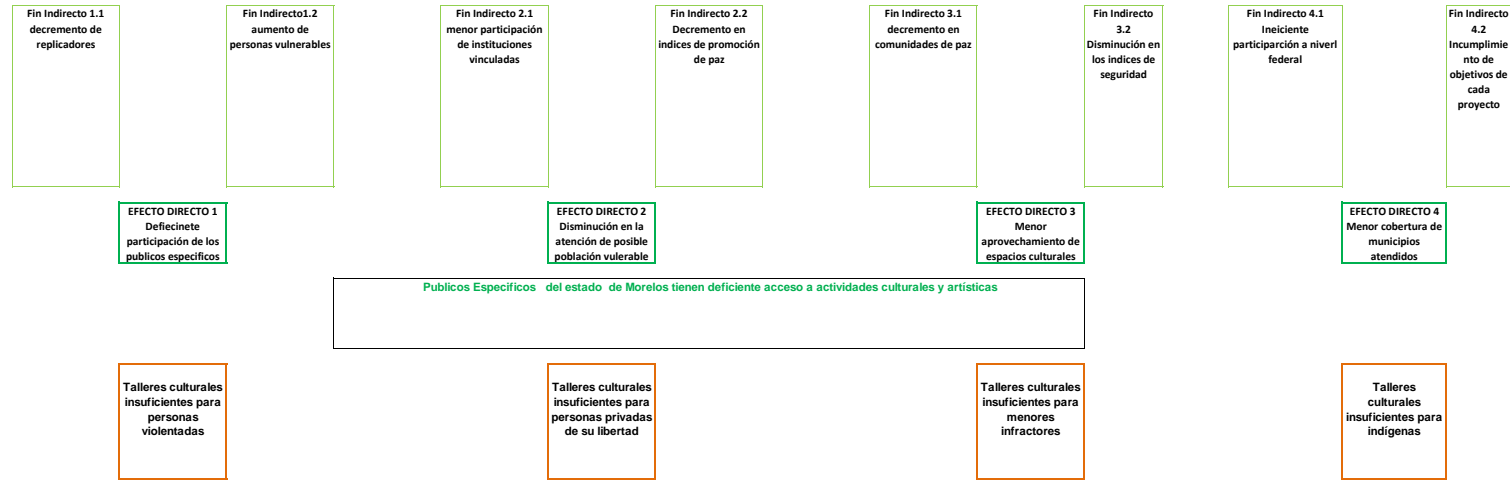 Fin Indirecto 1.1
decremento de
replicadores
Fin Indirecto1.2
aumento de
personas vulnerables
Fin Indirecto 2.1
menor participación
de instituciones
vinculadas
Fin Indirecto 2.2
Decremento en
indices de promoción
de paz
Fin Indirecto 3.1
decremento en
comunidades de paz
Fin Indirecto
3.2
Disminución en
los indices de
seguridad
Fin Indirecto 4.1
Ineiciente
participarción a niverl
federal
Fin Indirecto
4.2
Incumplimie
nto de
objetivos de
cada
proyecto
EFECTO DIRECTO 1
Defiecinete
participación de los
publicos especificos
EFECTO DIRECTO 2
Disminución en la
atención de posible
población vulerable
EFECTO DIRECTO 3
Menor
aprovechamiento de
espacios culturales
EFECTO DIRECTO 4
Menor cobertura de
municipios
atendidos
Publicos Especificos del estado de Morelos tienen deficiente acceso a actividades culturales y artísticas
Talleres culturales
insuficientes para
personas
violentadas
Talleres culturales
insuficientes para
personas privadas
de su libertad
Talleres culturales
insuficientes para
menores
infractores
Talleres
culturales
insuficientes para
indígenas